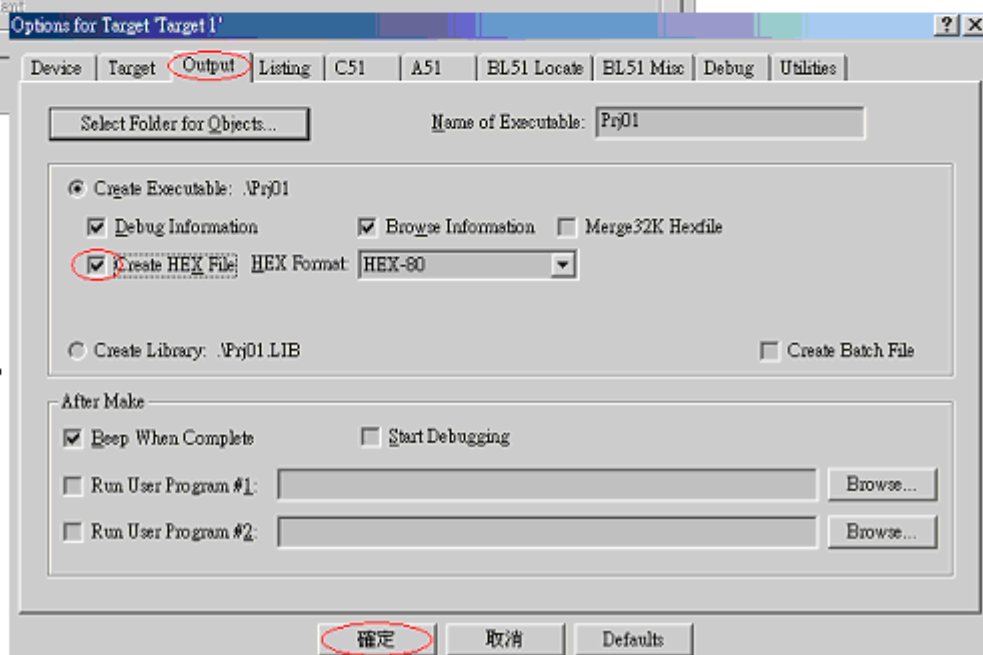 Options for Target 'Target 1'
Device Target Output Listing C51 A51 BL51 Locate BL51 Misc Debug Utilities
Select Folder for Objects... Name of Executable: Prj01
Create Executable: .\Prj01
Debug Information Browse Information Merge32K Hexfile
Create HEX File HEX Format: HEX-80
Create Library: .\Prj01.LIB Create Batch File
After Make
Beep When Complete Start Debugging
Run User Program #1: Browse...
Run User Program #2: Browse...
確定 取消 Defaults